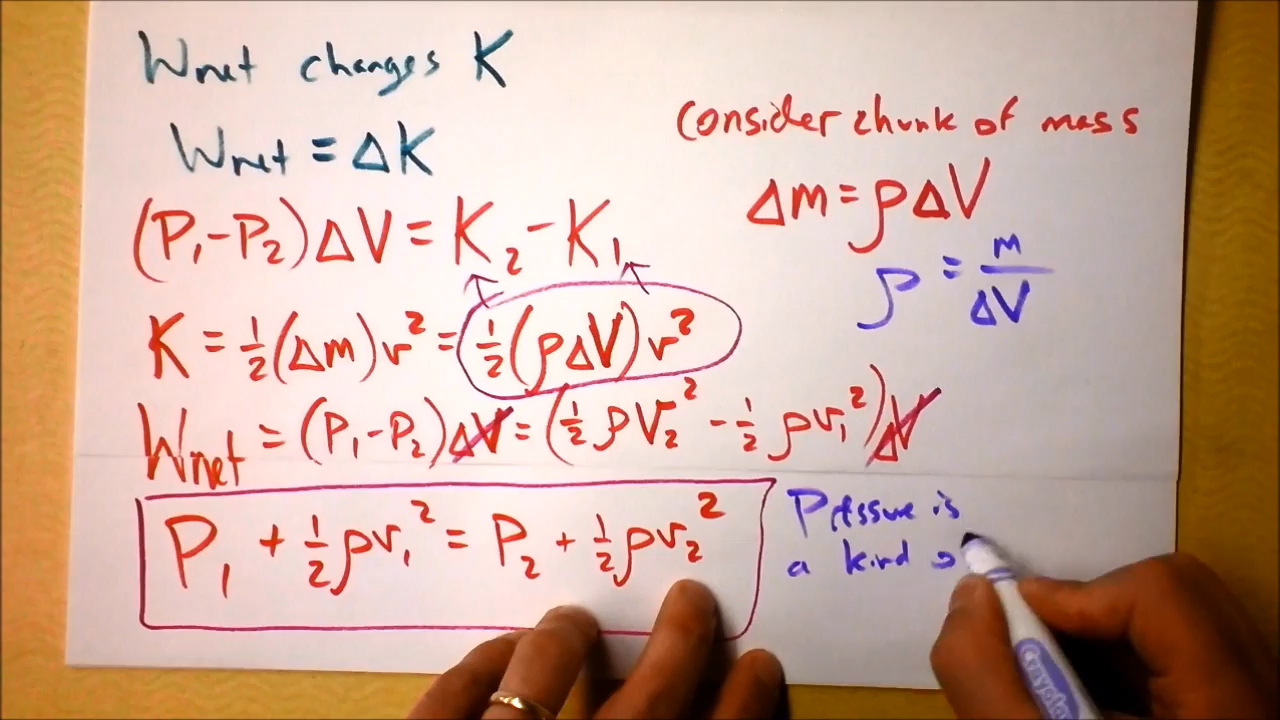 Wnet changes K
Wnet = ΔK
(P₁-P₂)ΔV = K₂ - K₁
K = ½(Δm)v² = ½(ρΔV)v²
Wnet = (P₁-P₂)ΔV = (½ρV₂² - ½ρv₁²)ΔV
P₁ + ½ρv₁² = P₂ + ½ρv₂²
Consider chunk of mass
Δm = ρΔV
ρ = m/ΔV
Pressure is
a kind o
Crayola